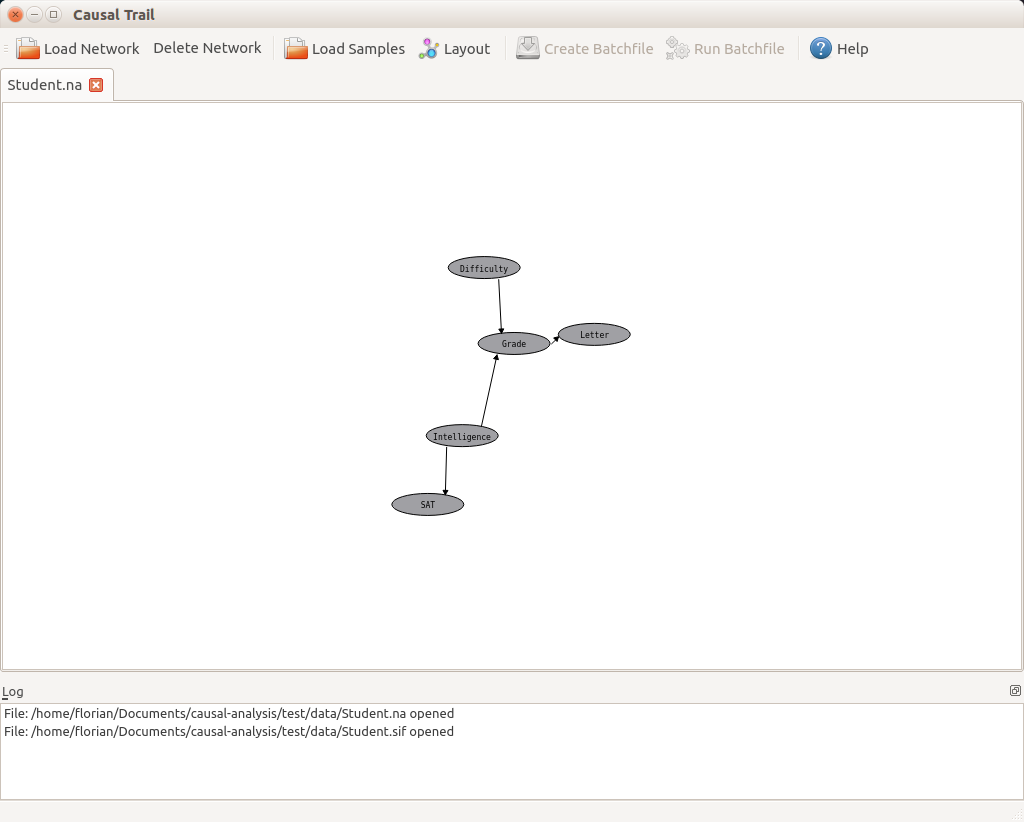 Causal Trail
Load Network Delete Network Load Samples Layout Create Batchfile Run Batchfile ? Help
Student.na
Difficulty
Letter
Grade
Intelligence
SAT
Log
File: /home/florian/Documents/causal-analysis/test/data/Student.na opened
File: /home/florian/Documents/causal-analysis/test/data/Student.sif opened